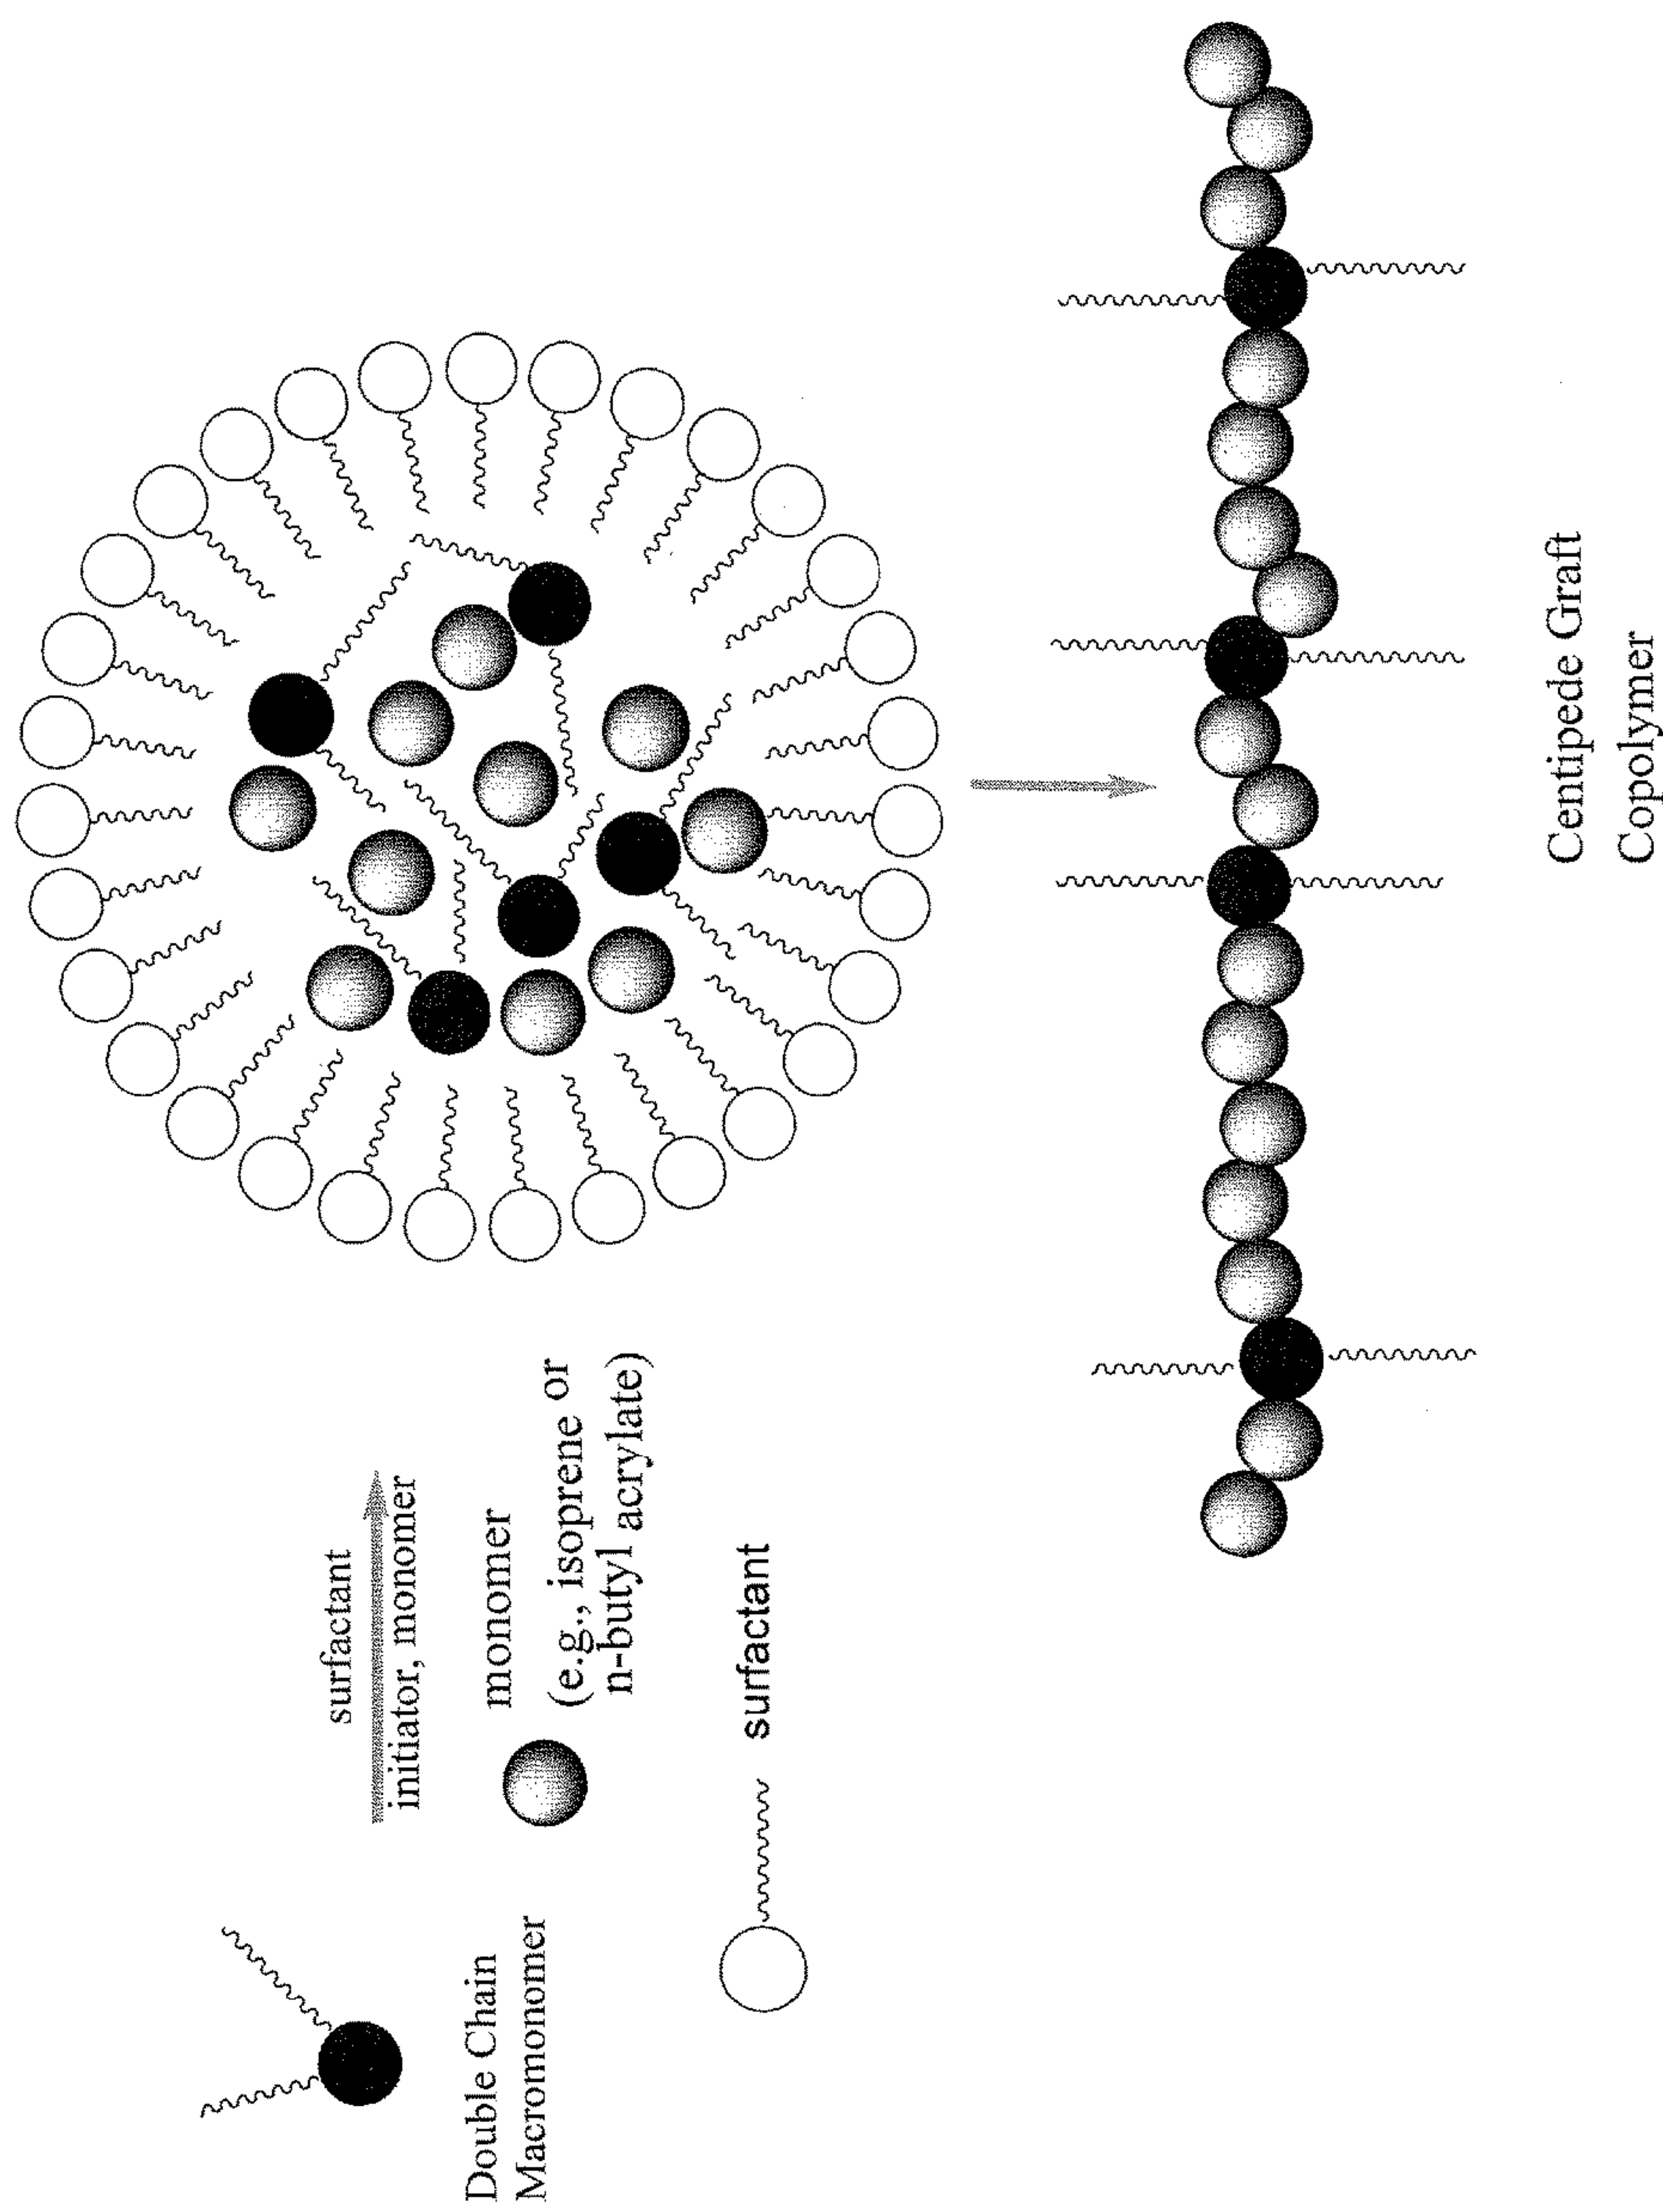 Double Chain
Macromonomer
surfactant
initiator, monomer
monomer
(e.g., isoprene or
n-butyl acrylate)
surfactant
Centipede Graft
Copolymer